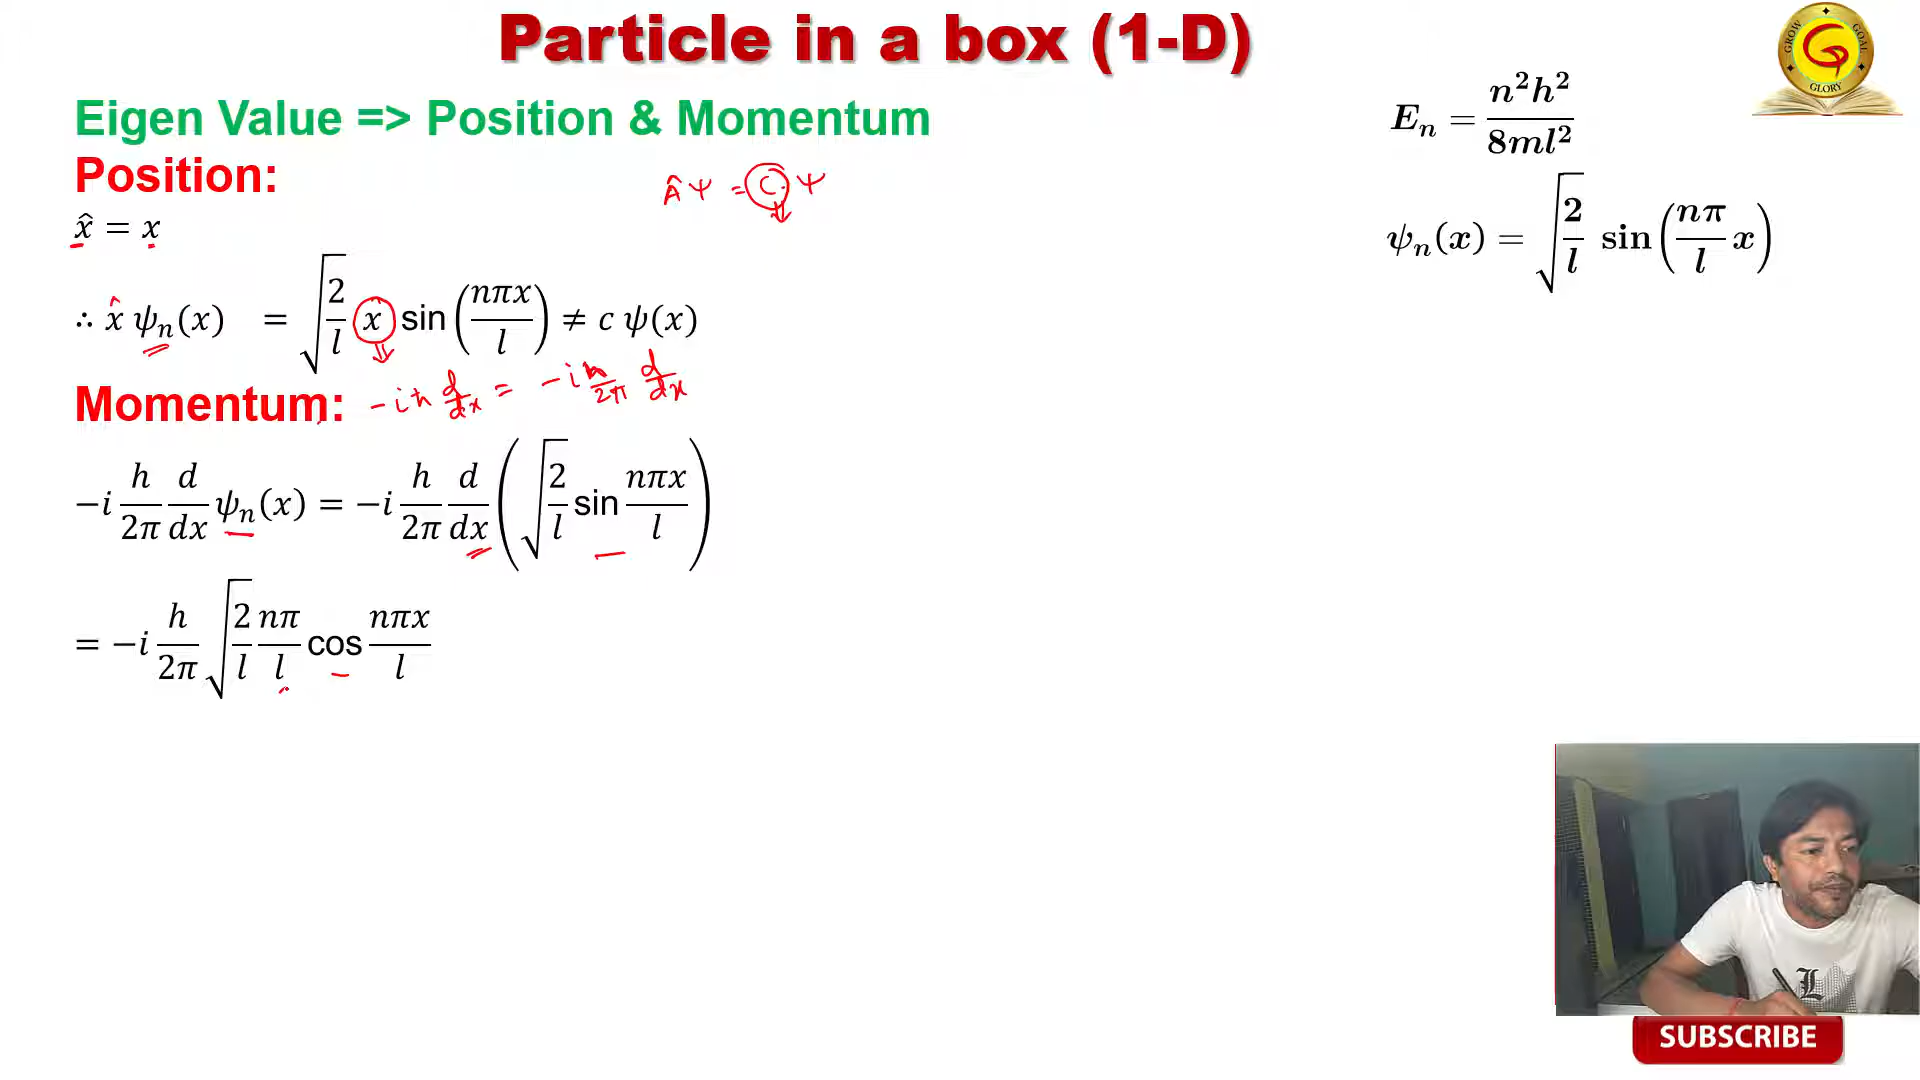 Particle in a box (1-D)
GROW GOAL GLORY
Eigen Value => Position & Momentum
Eₙ = n²h² / 8ml²
Position:
Âψ = C·ψ
x̂ = x
ψₙ(x) = √(2/l) sin(nπ/l x)
∴ x̂ ψₙ(x) = √(2/l) x sin(nπx/l) ≠ c ψ(x)
Momentum: -iħ d/dx = -i h/2π d/dx
−i h/2π d/dx ψₙ(x) = −i h/2π d/dx (√(2/l) sin nπx/l)
= −i h/2π √(2/l) nπ/l cos nπx/l
L
SUBSCRIBE